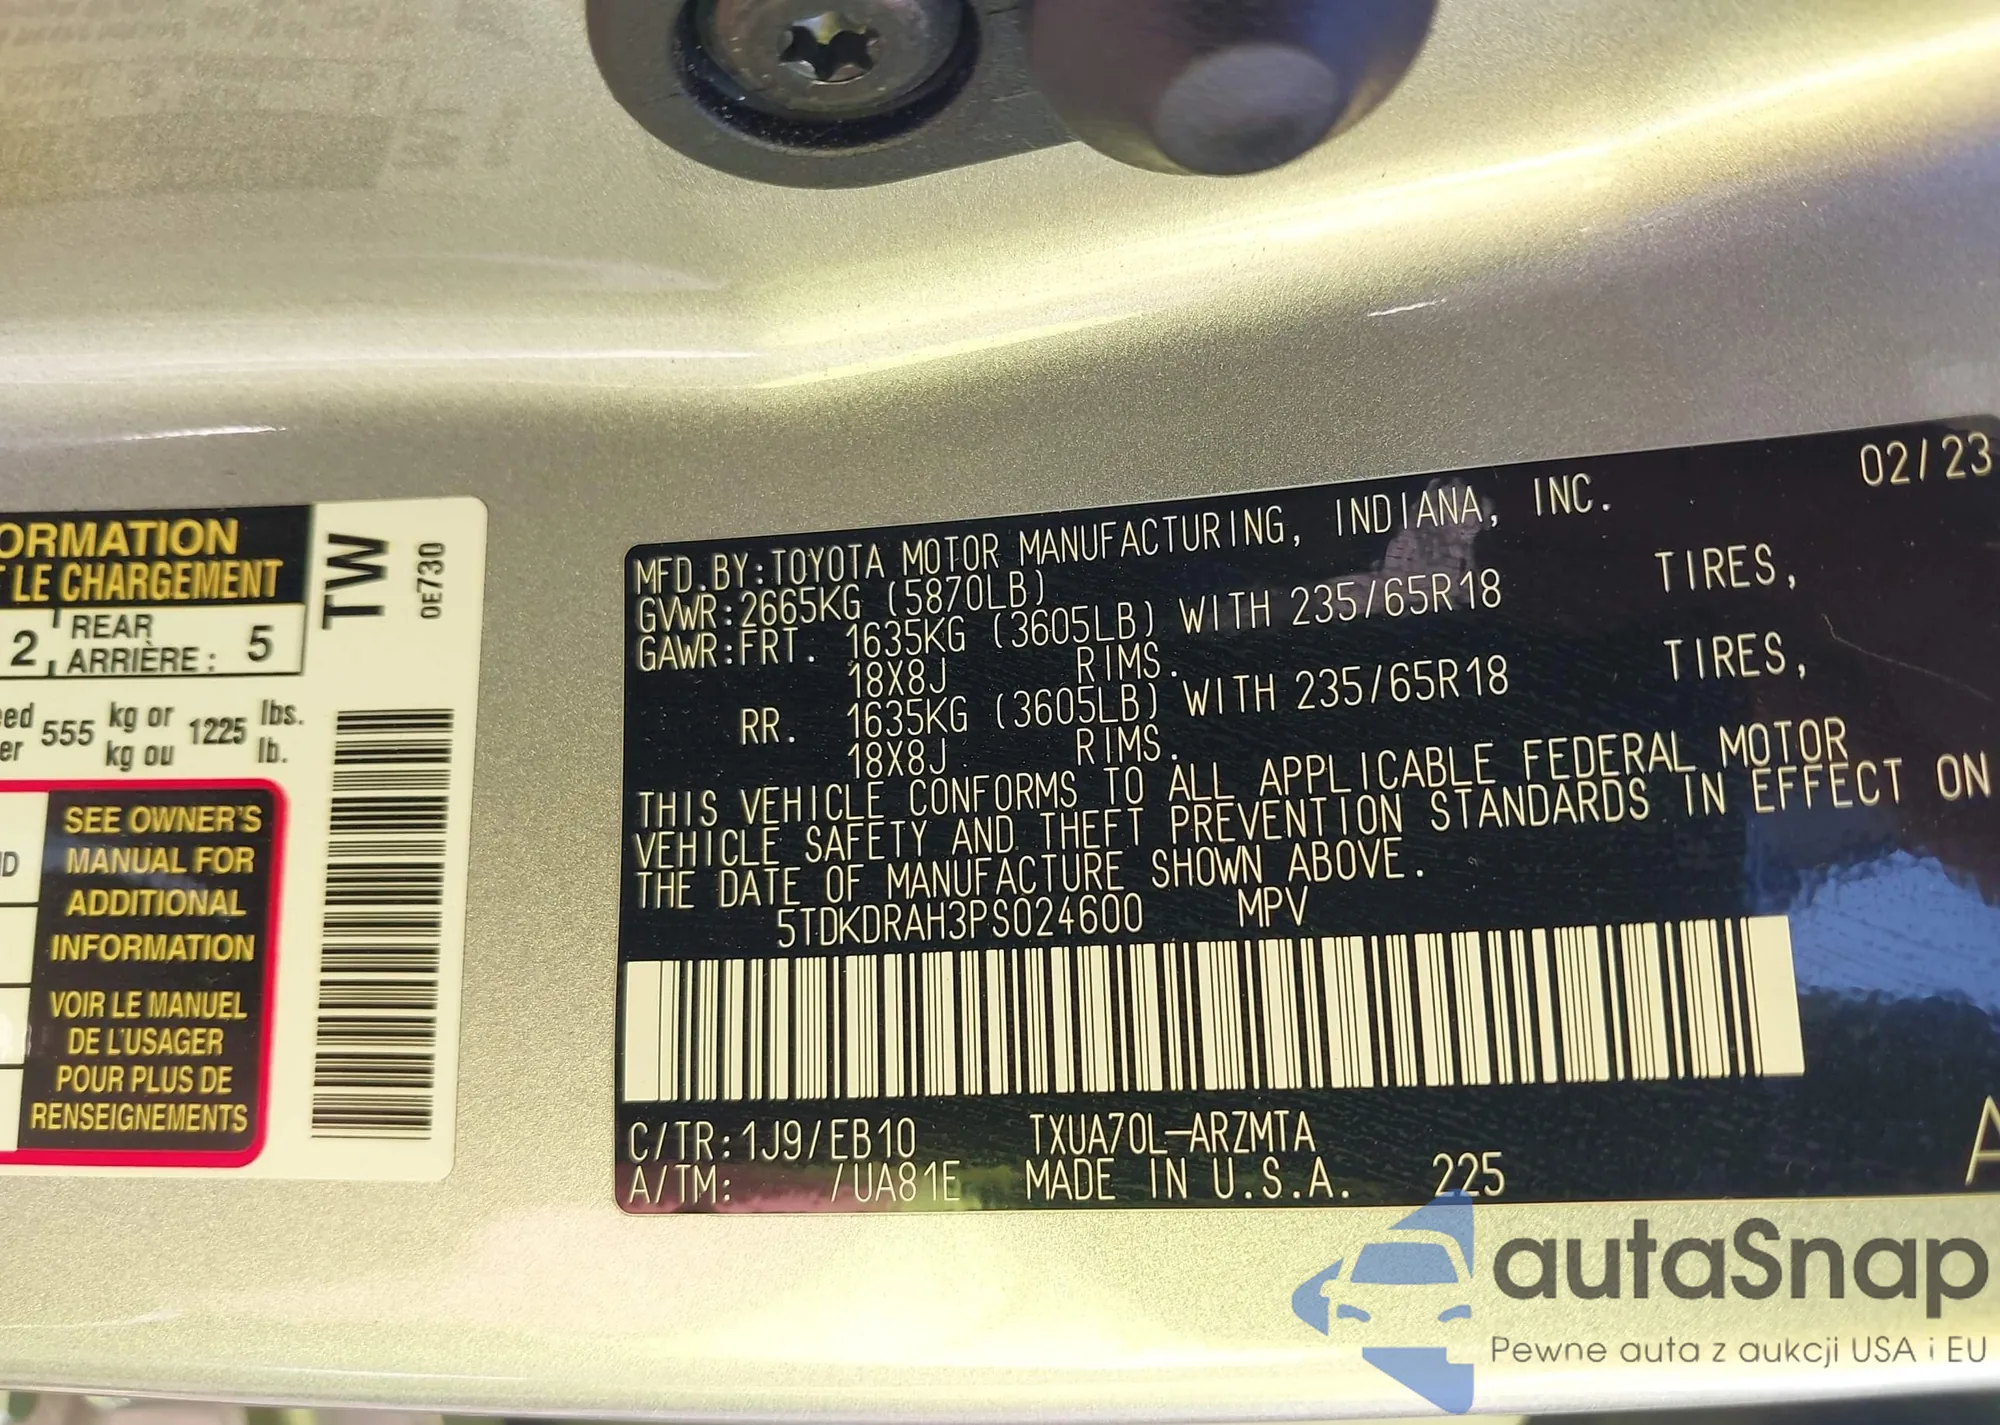 ORMATION
T LE CHARGEMENT
2, REAR ARRIÈRE : 5
TW
0E730
eed 555 kg or 1225 lbs.
er kg ou lb.
SEE OWNER'S
MANUAL FOR
ADDITIONAL
INFORMATION
VOIR LE MANUEL
DE L'USAGER
POUR PLUS DE
RENSEIGNEMENTS
02/23
MFD.BY:TOYOTA MOTOR MANUFACTURING, INDIANA, INC.
GVWR:2665KG (5870LB)
GAWR:FRT. 1635KG (3605LB) WITH 235/65R18 TIRES,
18X8J RIMS.
RR. 1635KG (3605LB) WITH 235/65R18 TIRES,
18X8J RIMS.
THIS VEHICLE CONFORMS TO ALL APPLICABLE FEDERAL MOTOR
VEHICLE SAFETY AND THEFT PREVENTION STANDARDS IN EFFECT ON
THE DATE OF MANUFACTURE SHOWN ABOVE.
5TDKDRAH3PS024600 MPV
C/TR:1J9/EB10 TXUA70L-ARZMTA
A/TM: /UA81E MADE IN U.S.A. 225
A
autaSnap
Pewne auta z aukcji USA i EU